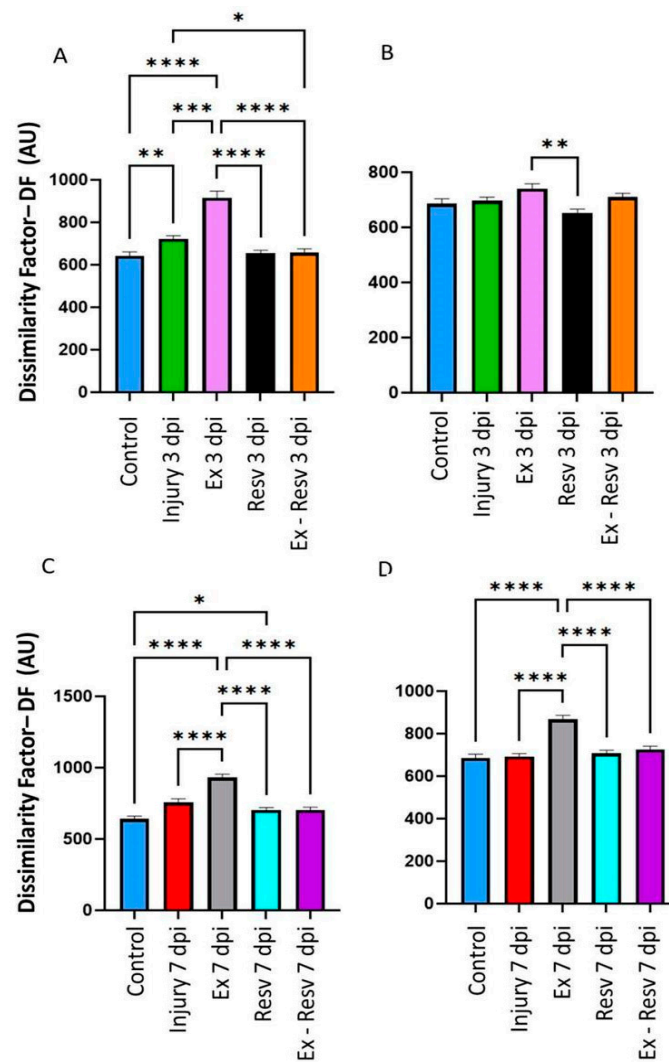 A
*
****
***
****
**
****
Dissimilarity Factor–DF (AU)
1000
800
600
400
200
0
Control
Injury 3 dpi
Ex 3 dpi
Resv 3 dpi
Ex - Resv 3 dpi
B
**
800
600
400
200
0
Control
Injury 3 dpi
Ex 3 dpi
Resv 3 dpi
Ex - Resv 3 dpi
C
*
****
****
****
****
Dissimilarity Factor–DF (AU)
1500
1000
500
0
Control
Injury 7 dpi
Ex 7 dpi
Resv 7 dpi
Ex - Resv 7 dpi
D
****
****
****
****
1000
800
600
400
200
0
Control
Injury 7 dpi
Ex 7 dpi
Resv 7 dpi
Ex - Resv 7 dpi